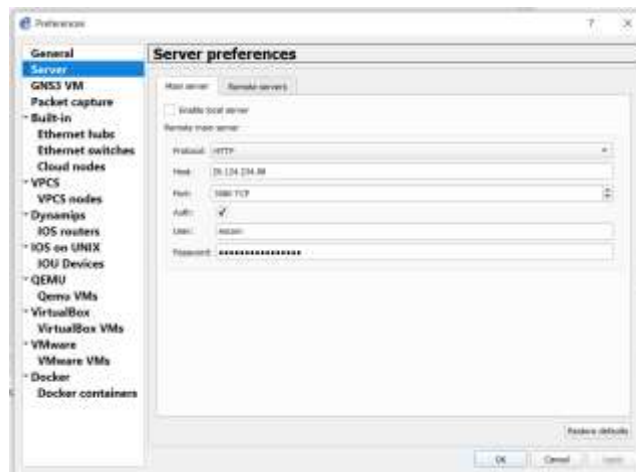 Preferences
General
Server
GNS3 VM
Packet capture
Built-in
Ethernet hubs
Ethernet switches
Cloud nodes
VPCS
VPCS nodes
Dynamips
IOS routers
IOS on UNIX
IOU Devices
QEMU
Qemu VMs
VirtualBox
VirtualBox VMs
VMware
VMware VMs
Docker
Docker containers
Server preferences
Main server Remote servers
Enable local server
Remote main server
Protocol: HTTP
Host:
Port: TCP
Auth:
User:
Password:
Restore defaults
OK Cancel Apply